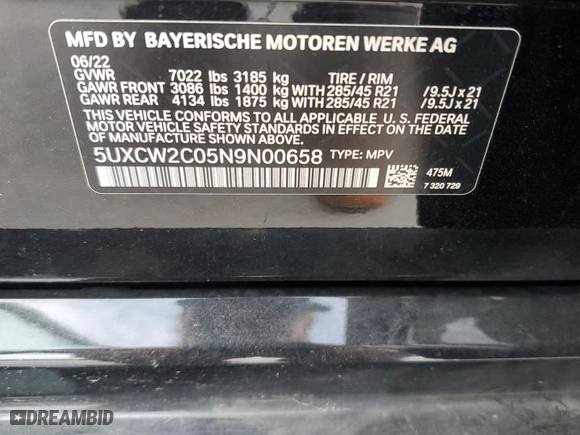 MFD BY BAYERISCHE MOTOREN WERKE AG
06/22
GVWR 7022 lbs 3185 kg TIRE / RIM
GAWR FRONT 3086 lbs 1400 kg WITH 285/45 R21 /9.5J x 21
GAWR REAR 4134 lbs 1875 kg WITH 285/45 R21 /9.5J x 21
THIS VEHICLE CONFORMS TO ALL APPLICABLE U. S. FEDERAL
MOTOR VEHICLE SAFETY STANDARDS IN EFFECT ON THE
DATE OF MANUFACTURE SHOWN ABOVE.
5UXCW2C05N9N00658 TYPE: MPV
475M
7 320 729
DREAMBID